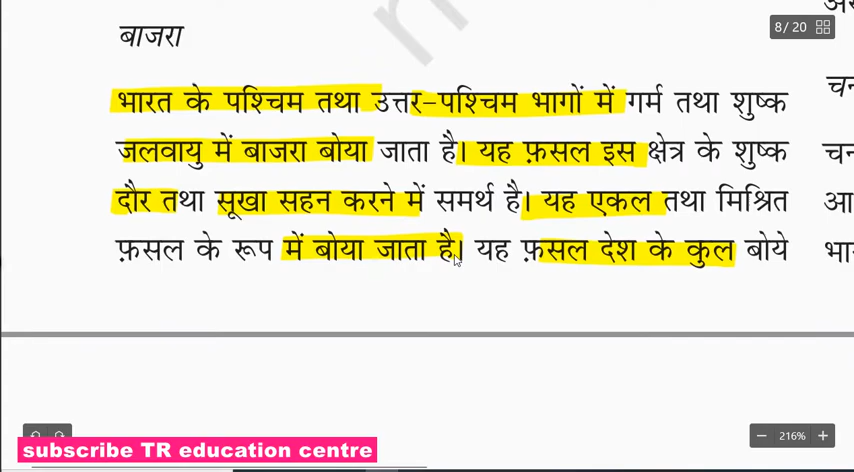 बाजरा
8/20
भारत के पश्चिम तथा उत्तर-पश्चिम भागों में गर्म तथा शुष्क
जलवायु में बाजरा बोया जाता है। यह फ़सल इस क्षेत्र के शुष्क
दौर तथा सूखा सहन करने में समर्थ है। यह एकल तथा मिश्रित
फ़सल के रूप में बोया जाता है। यह फ़सल देश के कुल बोये
216%
subscribe TR education centre